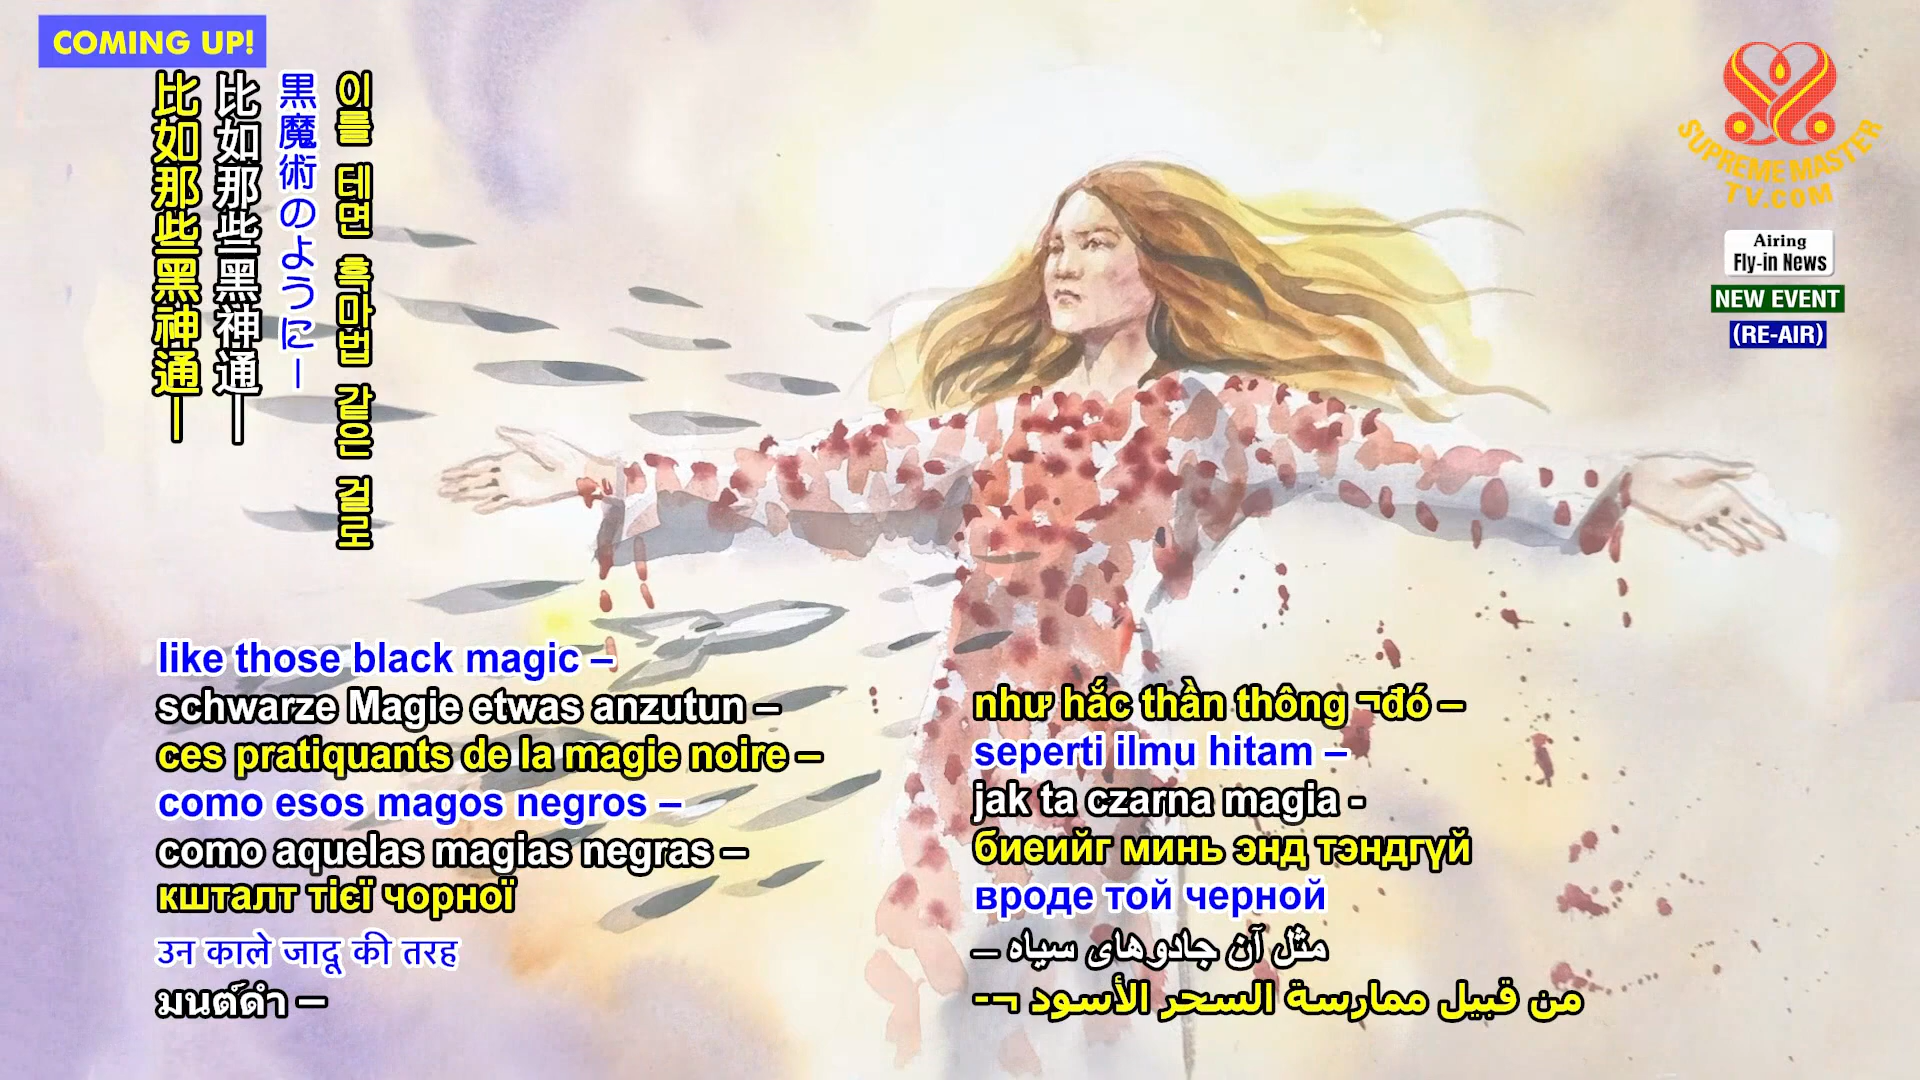 COMING UP!
比如那些黑神通—
比如那些黑神通—
黒魔術のように—
이를 테면 흑마법 같은 걸로
SUPREME MASTER
TV.COM
Airing
Fly-in News
NEW EVENT
(RE-AIR)
like those black magic –
schwarze Magie etwas anzutun –
ces pratiquants de la magie noire –
como esos magos negros –
como aquelas magias negras –
кшталт тієї чорної
उन काले जादू की तरह
มนต์ดำ –
như hắc thần thông ¬đó –
seperti ilmu hitam –
jak ta czarna magia -
биеийг минь энд тэндгүй
вроде той черной
مثل آن جادوهای سیاه –
من قبيل ممارسة السحر الأسود ¬-